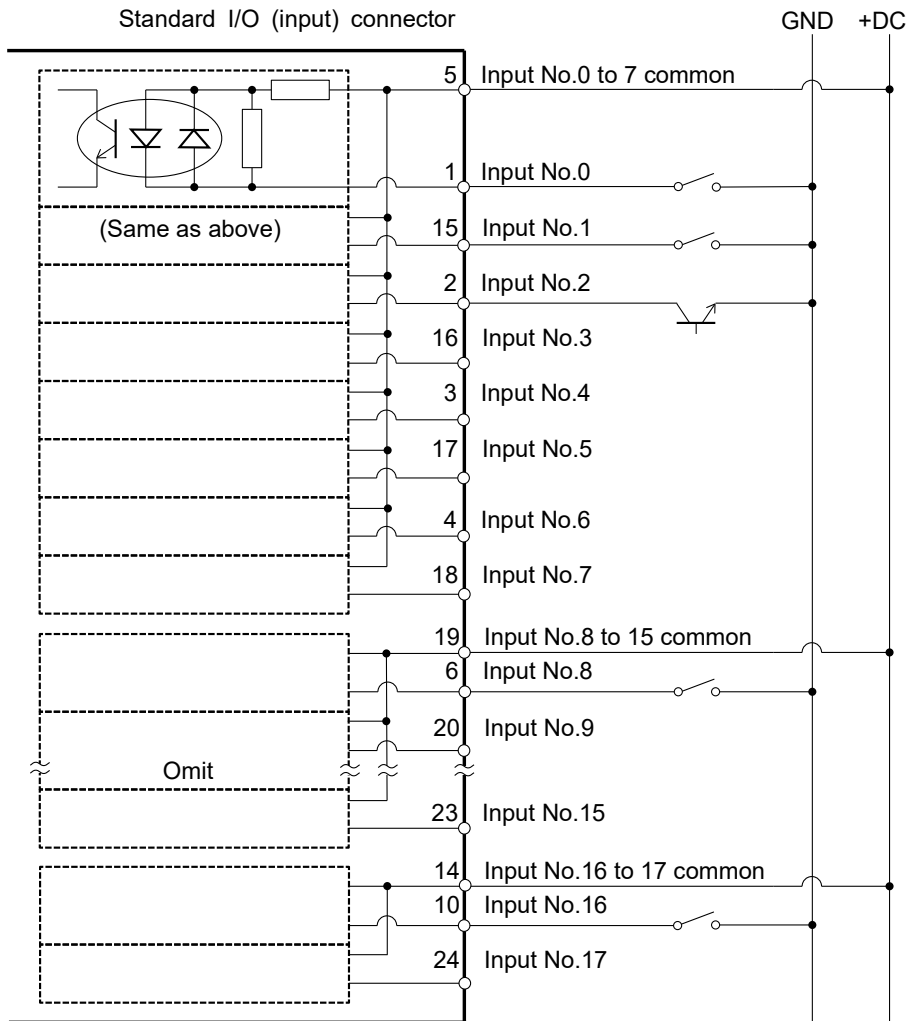 Standard I/O (input) connector
GND +DC
5 Input No.0 to 7 common
1 Input No.0
(Same as above)
15 Input No.1
2 Input No.2
16 Input No.3
3 Input No.4
17 Input No.5
4 Input No.6
18 Input No.7
19 Input No.8 to 15 common
6 Input No.8
20 Input No.9
Omit
23 Input No.15
14 Input No.16 to 17 common
10 Input No.16
24 Input No.17